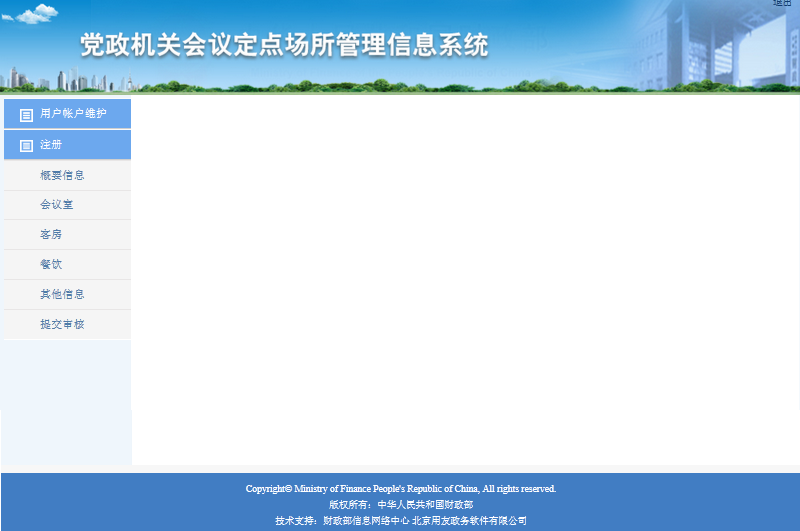 退出
党政机关会议定点场所管理信息系统
用户帐户维护
注册
概要信息
会议室
客房
餐饮
其他信息
提交审核
Copyright© Ministry of Finance People's Republic of China, All rights reserved.
版权所有：中华人民共和國财政部
技术支持：财政部信息网络中心 北京用友政务软件有限公司